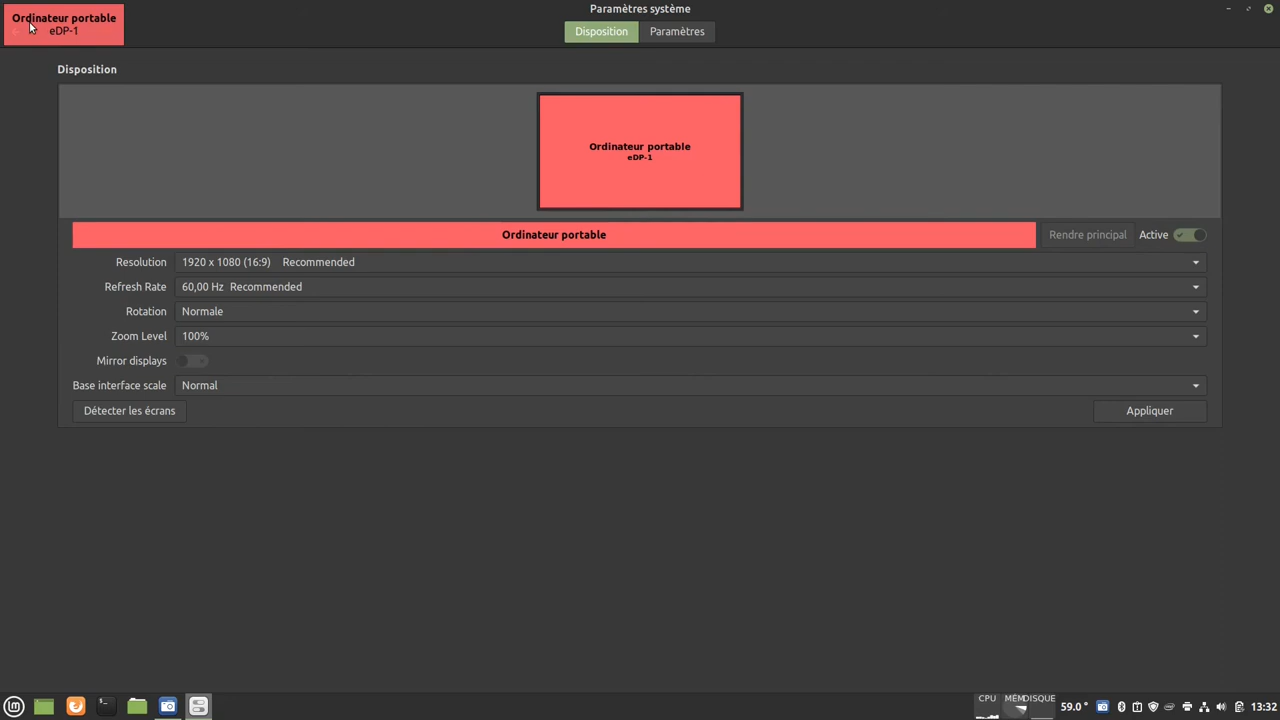 Ordinateur portable
eDP-1
Paramètres système
Disposition
Paramètres
Disposition
Ordinateur portable
eDP-1
Ordinateur portable
Rendre principal
Active
Resolution
1920 x 1080 (16:9) Recommended
Refresh Rate
60,00 Hz Recommended
Rotation
Normale
Zoom Level
100%
Mirror displays
Base interface scale
Normal
Détecter les écrans
Appliquer
CPU
MÉMDISQUE
59.0°
13:32